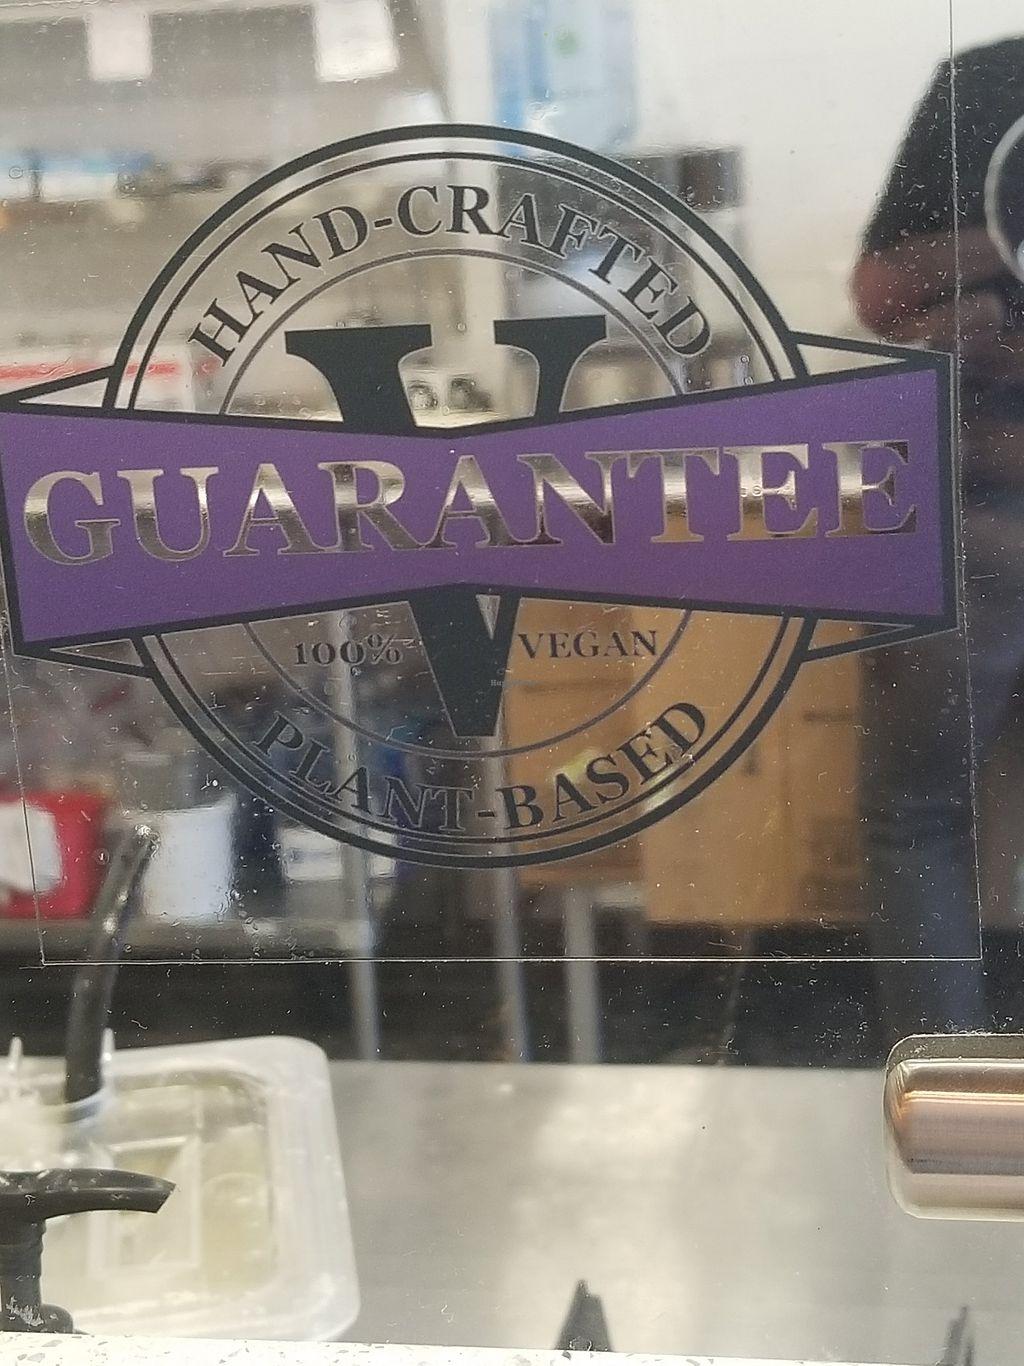 HAND-CRAFTED
V
GUARANTEE
100% VEGAN
PLANT-BASED